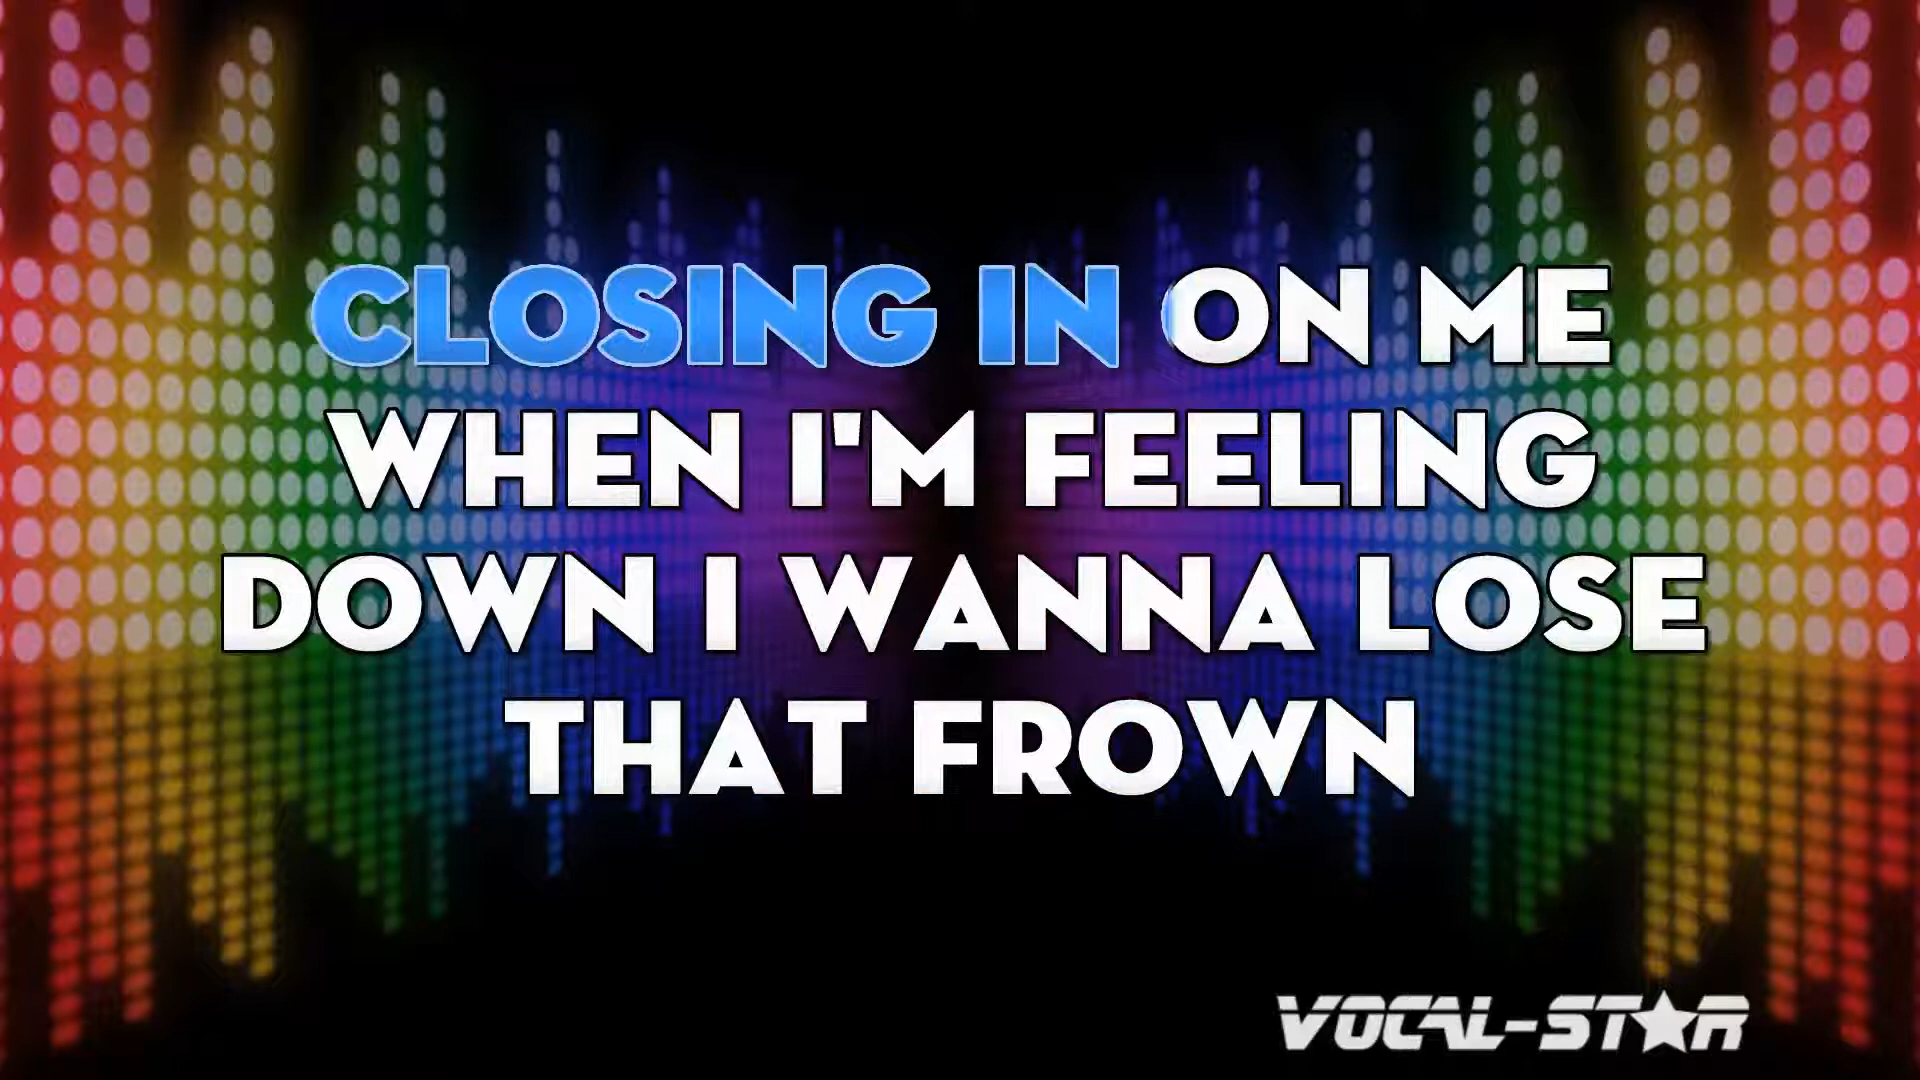 CLOSING IN ON ME
WHEN I'M FEELING
DOWN I WANNA LOSE
THAT FROWN
VOCAL-STAR